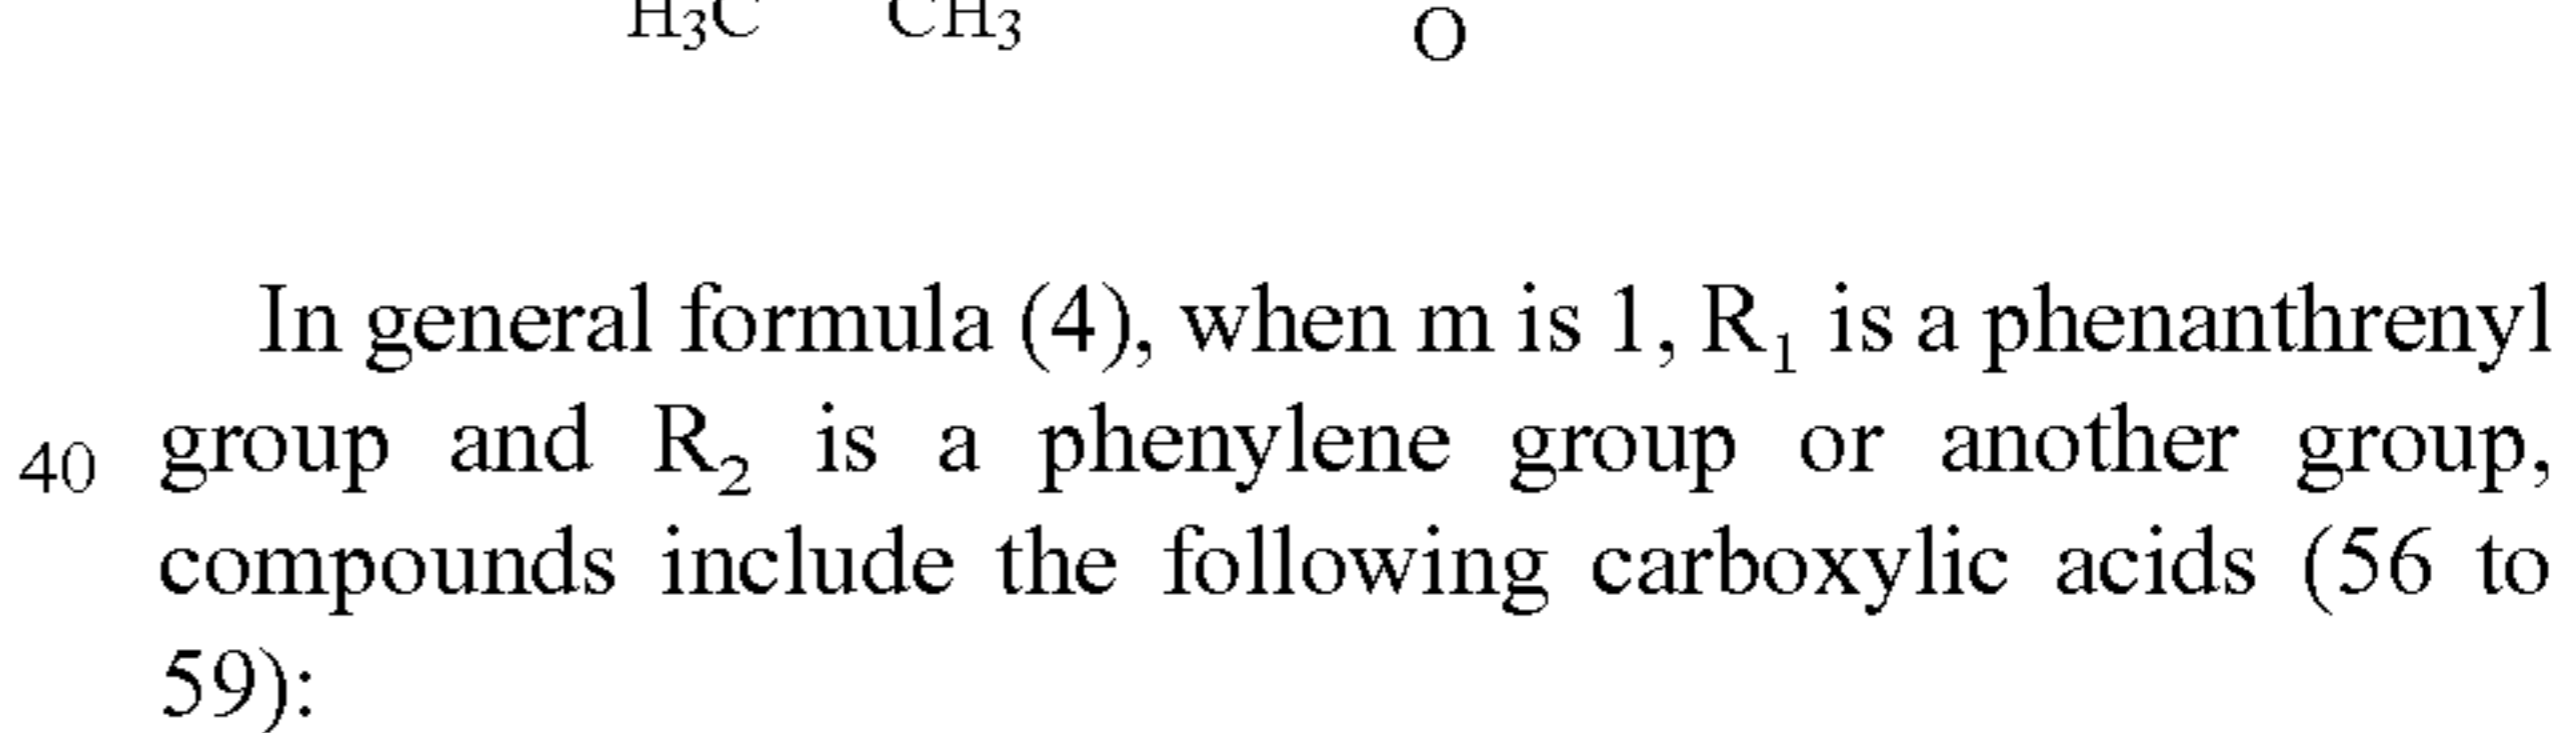 H₃C CH₃ O
In general formula (4), when m is 1, R₁ is a phenanthrenyl
40 group and R₂ is a phenylene group or another group,
compounds include the following carboxylic acids (56 to
59):